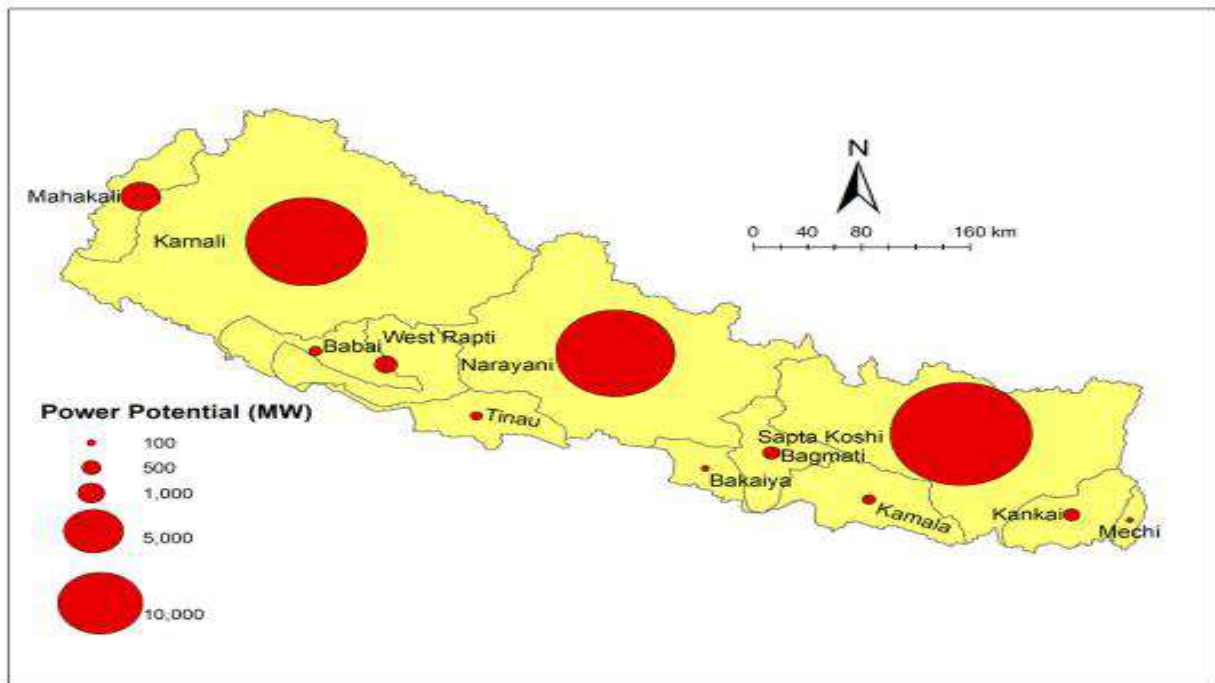 N
0 40 80 160 km
Mahakali
Karnali
West Rapti
Babai
Narayani
Tinau
Sapta Koshi
Bagmati
Bakaiya
Kamala
Kankai
Mechi
Power Potential (MW)
100
500
1,000
5,000
10,000